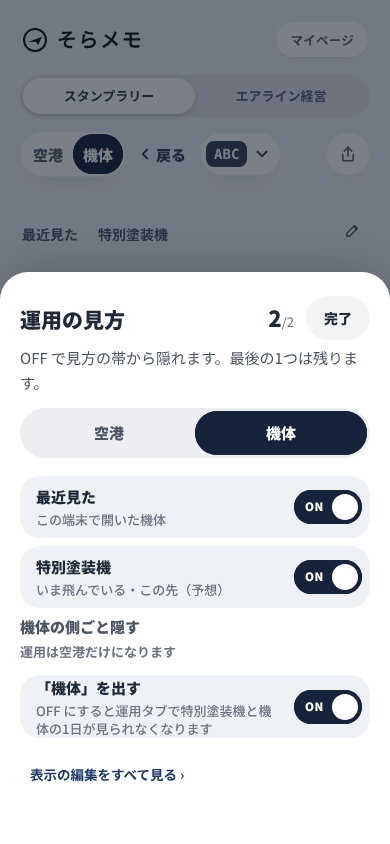 そらメモ
マイページ
スタンプラリー
エアライン経営
空港
機体
戻る
ABC
最近見た
特別塗装機
運用の見方
2/2
完了
OFF で見方の帯から隠れます。最後の1つは残りま
す。
空港
機体
最近見た
この端末で開いた機体
ON
特別塗装機
いま飛んでいる・この先（予想）
ON
機体の側ごと隠す
運用は空港だけになります
「機体」を出す
OFF にすると運用タブで特別塗装機と機
体の1日が見られなくなります
ON
表示の編集をすべて見る ›